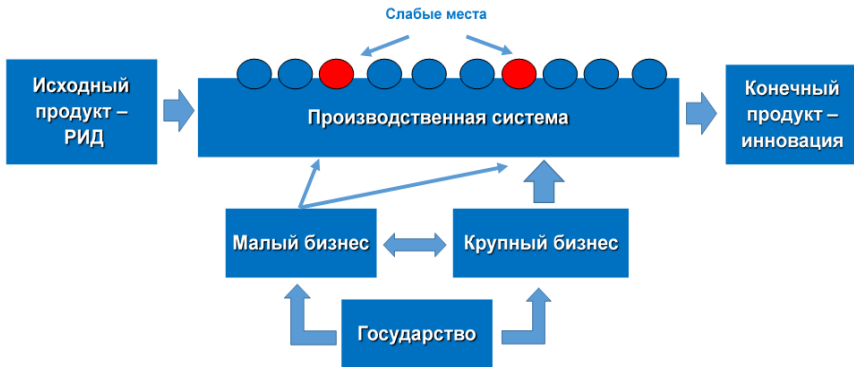 Слабые места
Исходный
продукт –
РИД
Производственная система
Конечный
продукт –
инновация
Малый бизнес
Крупный бизнес
Государство